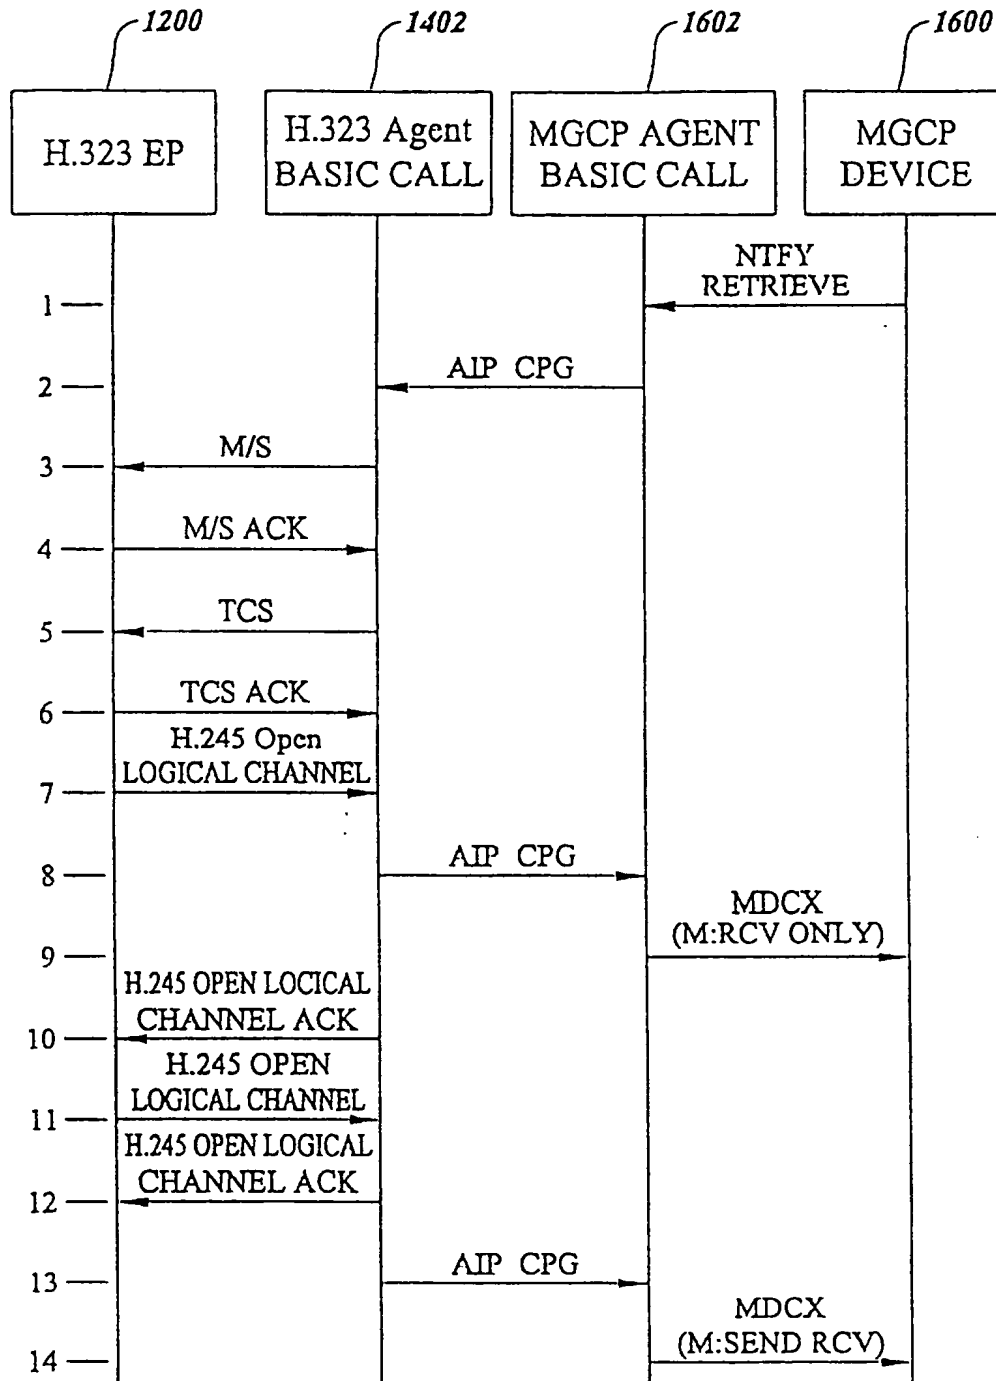 1200
1402
1602
1600
H.323 EP
H.323 Agent
BASIC CALL
MGCP AGENT
BASIC CALL
MGCP
DEVICE
NTFY
RETRIEVE
1
AIP CPG
2
M/S
3
M/S ACK
4
TCS
5
TCS ACK
6
H.245 Open
LOGICAL CHANNEL
7
AIP CPG
8
MDCX
(M:RCV ONLY)
9
H.245 OPEN LOCICAL
CHANNEL ACK
10
H.245 OPEN
LOGICAL CHANNEL
11
H.245 OPEN LOGICAL
CHANNEL ACK
12
AIP CPG
13
MDCX
(M:SEND RCV)
14